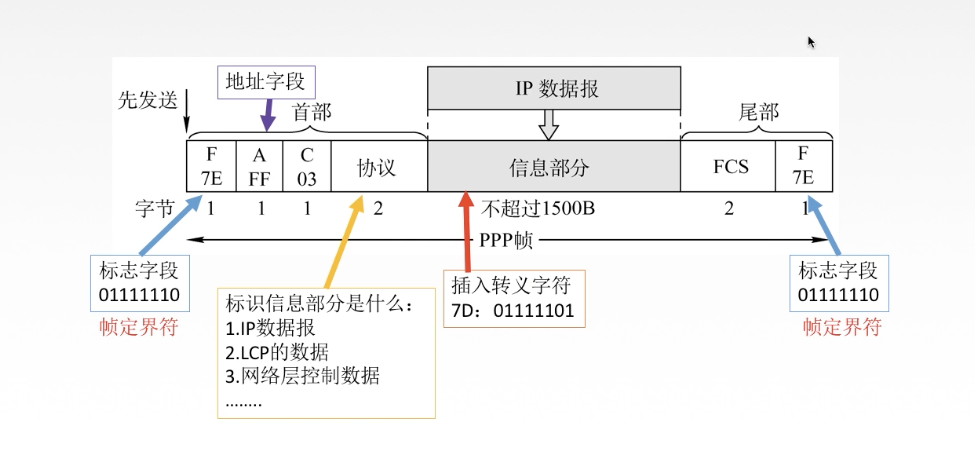 地址字段
IP 数据报
先发送
首部
尾部
F
7E
A
FF
C
03
协议
信息部分
FCS
F
7E
字节
1
1
1
2
不超过1500B
2
1
PPP帧
标志字段
01111110
帧定界符
标识信息部分是什么：
1.IP数据报
2.LCP的数据
3.网络层控制数据
........
插入转义字符
7D：01111101
标志字段
01111110
帧定界符